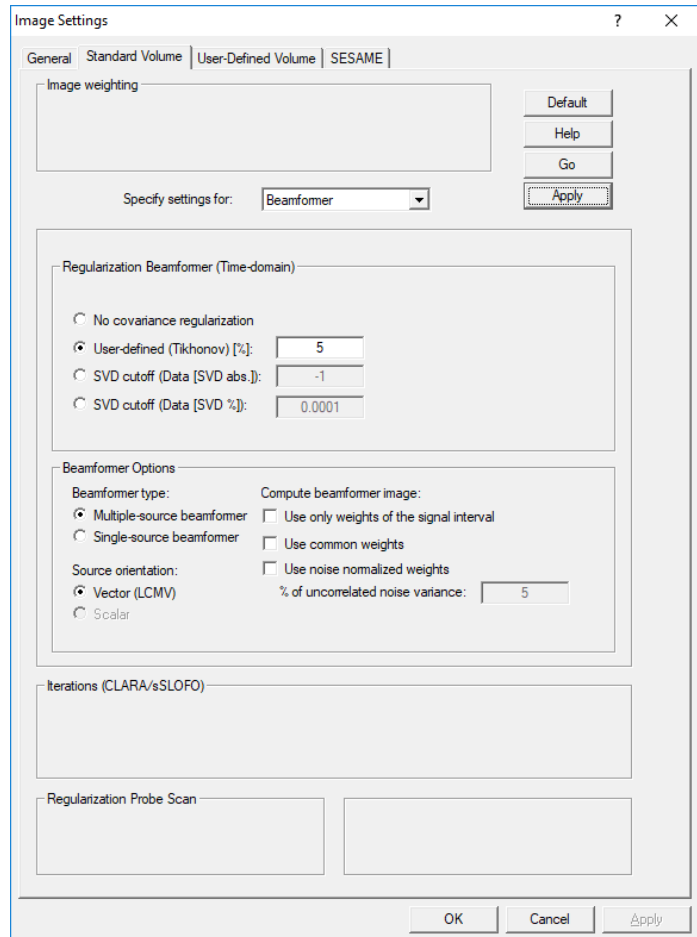 Image Settings ? X
General Standard Volume User-Defined Volume SESAME
Image weighting
Default
Help
Go
Specify settings for: Beamformer Apply
Regularization Beamformer (Time-domain)
No covariance regularization
User-defined (Tikhonov) [%]: 5
SVD cutoff (Data [SVD abs.]): -1
SVD cutoff (Data [SVD %]): 0.0001
Beamformer Options
Beamformer type: Compute beamformer image:
Multiple-source beamformer Use only weights of the signal interval
Single-source beamformer Use common weights
Source orientation: Use noise normalized weights
Vector (LCMV) % of uncorrelated noise variance: 5
Scalar
Iterations (CLARA/sSLOFO)
Regularization Probe Scan
OK Cancel Apply